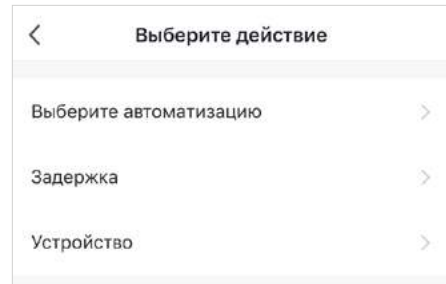 Выберите действие
Выберите автоматизацию
Задержка
Устройство